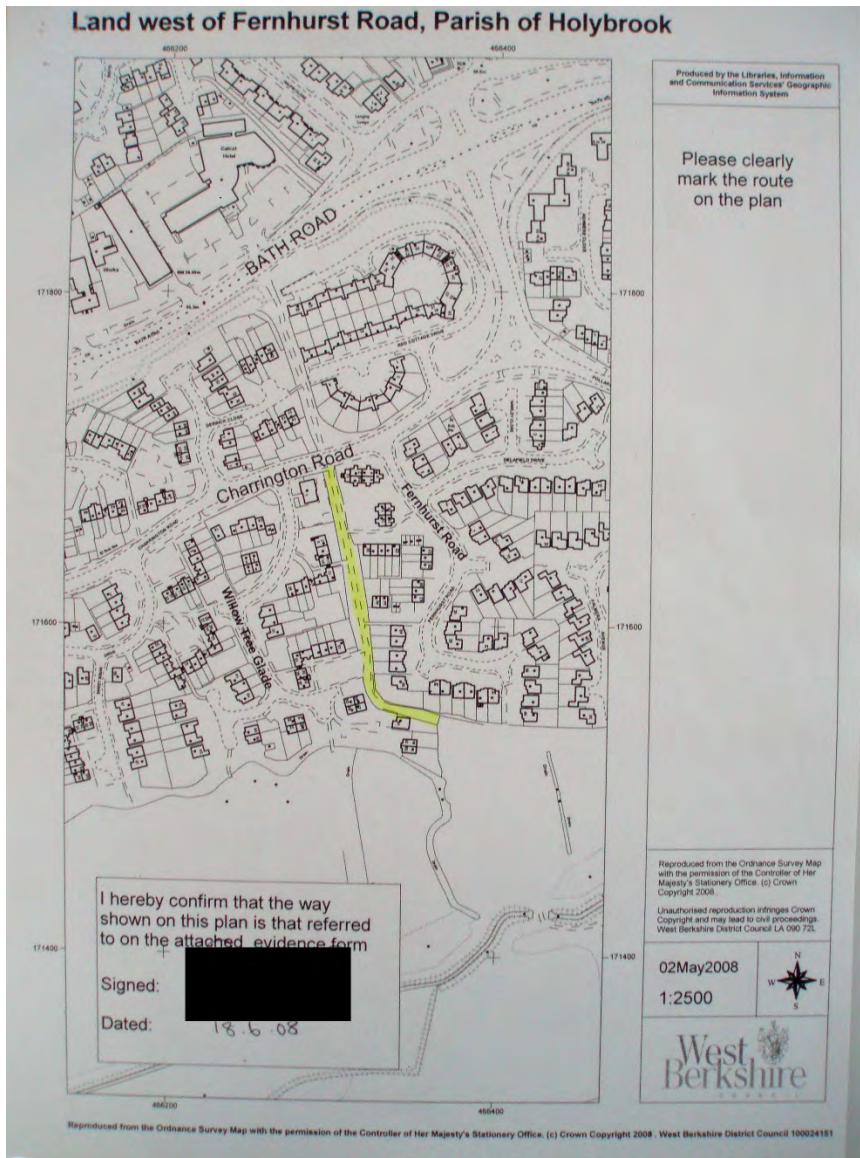 Land west of Fernhurst Road, Parish of Holybrook
466200
466400
Produced by the Libraries, Information
and Communication Services' Geographic
Information System
Please clearly
mark the route
on the plan
Calcot
Hotel
BATH ROAD
171800
171800
Charrington Road
Fernhurst Road
Willow Tree Glade
171600
171600
I hereby confirm that the way
shown on this plan is that referred
to on the attached evidence form
Signed:
Dated: 18.6.08
171400
171400
Reproduced from the Ordnance Survey Map
with the permission of the Controller of Her
Majesty's Stationery Office. (c) Crown
Copyright 2008.
Unauthorised reproduction infringes Crown
Copyright and may lead to civil proceedings.
West Berkshire District Council LA 090 72L
02May2008
1:2500
N
W E
S
West
Berkshire
COUNCIL
466200
466400
Reproduced from the Ordnance Survey Map with the permission of the Controller of Her Majesty's Stationery Office. (c) Crown Copyright 2008 . West Berkshire District Council 100024151